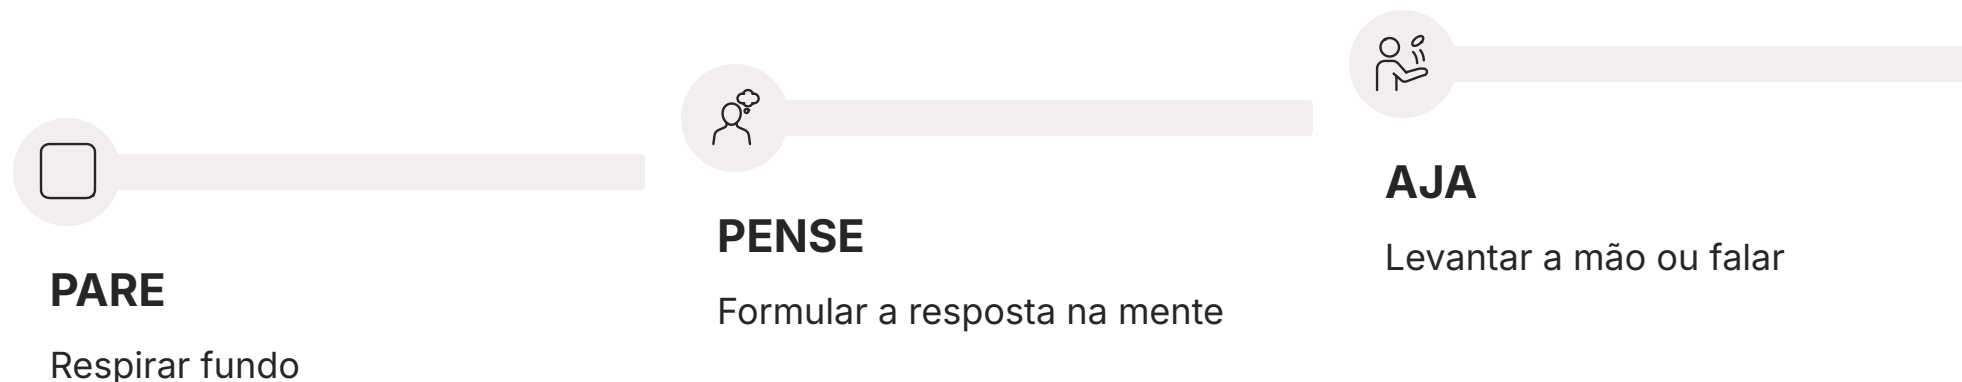 PARE
Respirar fundo
PENSE
Formular a resposta na mente
AJA
Levantar a mão ou falar